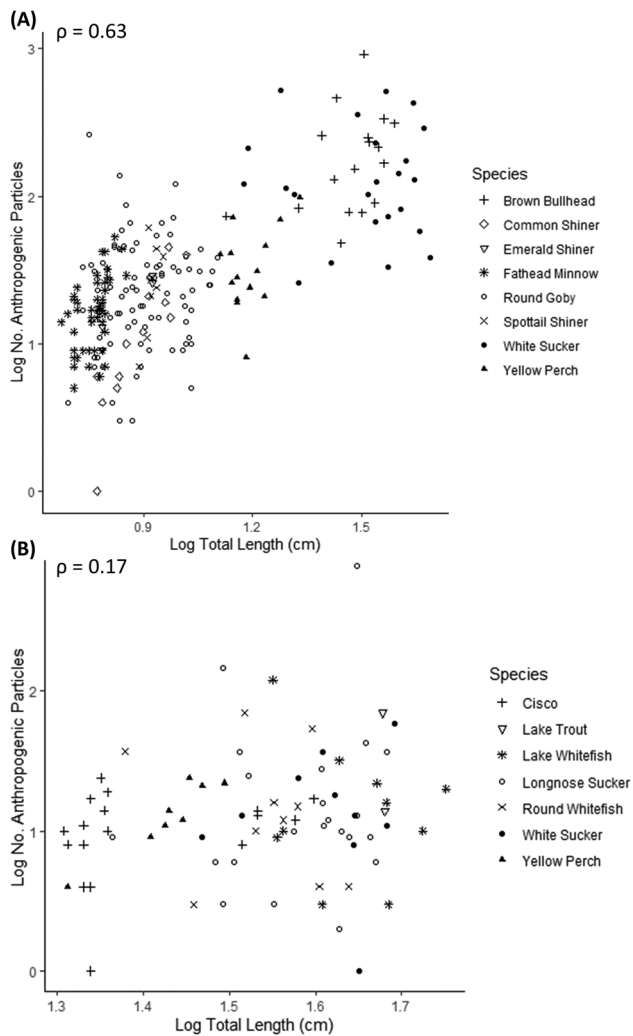 (A)
ρ = 0.63
3
2
1
0
Log No. Anthropogenic Particles
0.9 1.2 1.5
Log Total Length (cm)
Species
Brown Bullhead
Common Shiner
Emerald Shiner
Fathead Minnow
Round Goby
Spottail Shiner
White Sucker
Yellow Perch
(B)
ρ = 0.17
2
1
0
Log No. Anthropogenic Particles
1.3 1.4 1.5 1.6 1.7
Log Total Length (cm)
Species
Cisco
Lake Trout
Lake Whitefish
Longnose Sucker
Round Whitefish
White Sucker
Yellow Perch